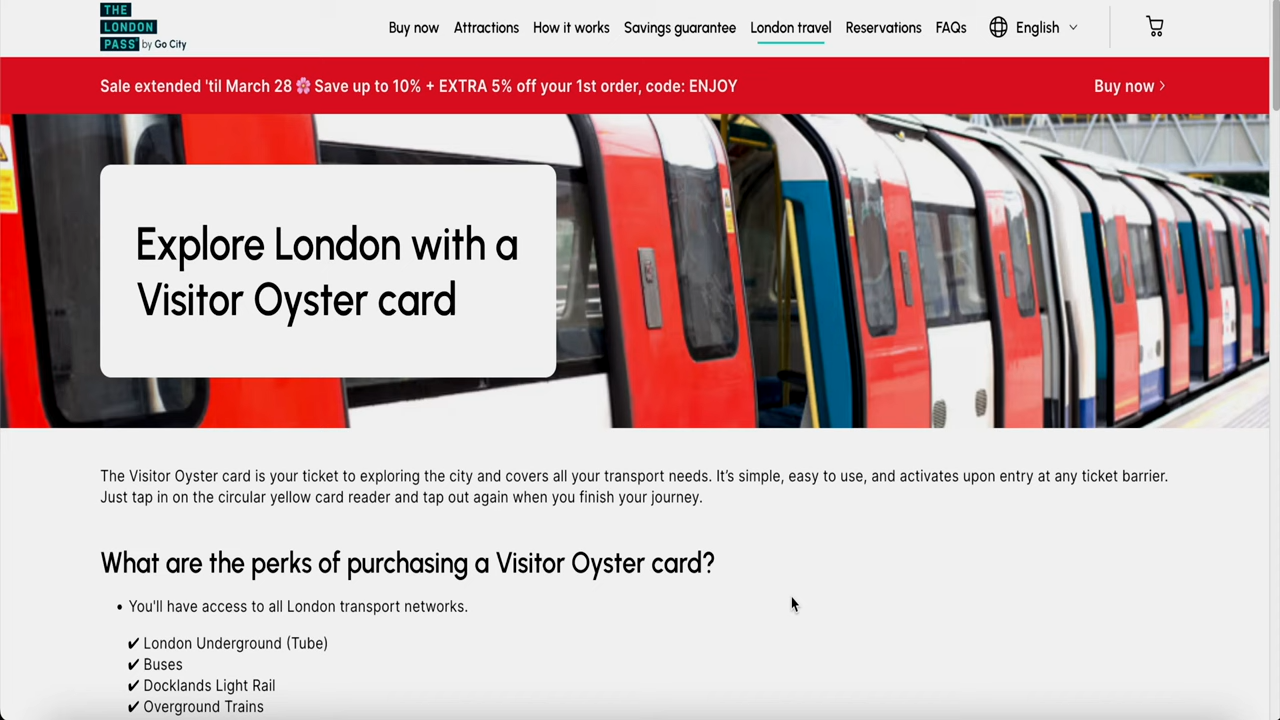 THE
LONDON
PASS by Go City
Buy now Attractions How it works Savings guarantee London travel Reservations FAQs English
Sale extended 'til March 28 🌸 Save up to 10% + EXTRA 5% off your 1st order, code: ENJOY
Buy now
Explore London with a
Visitor Oyster card
The Visitor Oyster card is your ticket to exploring the city and covers all your transport needs. It's simple, easy to use, and activates upon entry at any ticket barrier.
Just tap in on the circular yellow card reader and tap out again when you finish your journey.
What are the perks of purchasing a Visitor Oyster card?
• You'll have access to all London transport networks.
✔ London Underground (Tube)
✔ Buses
✔ Docklands Light Rail
✔ Overground Trains